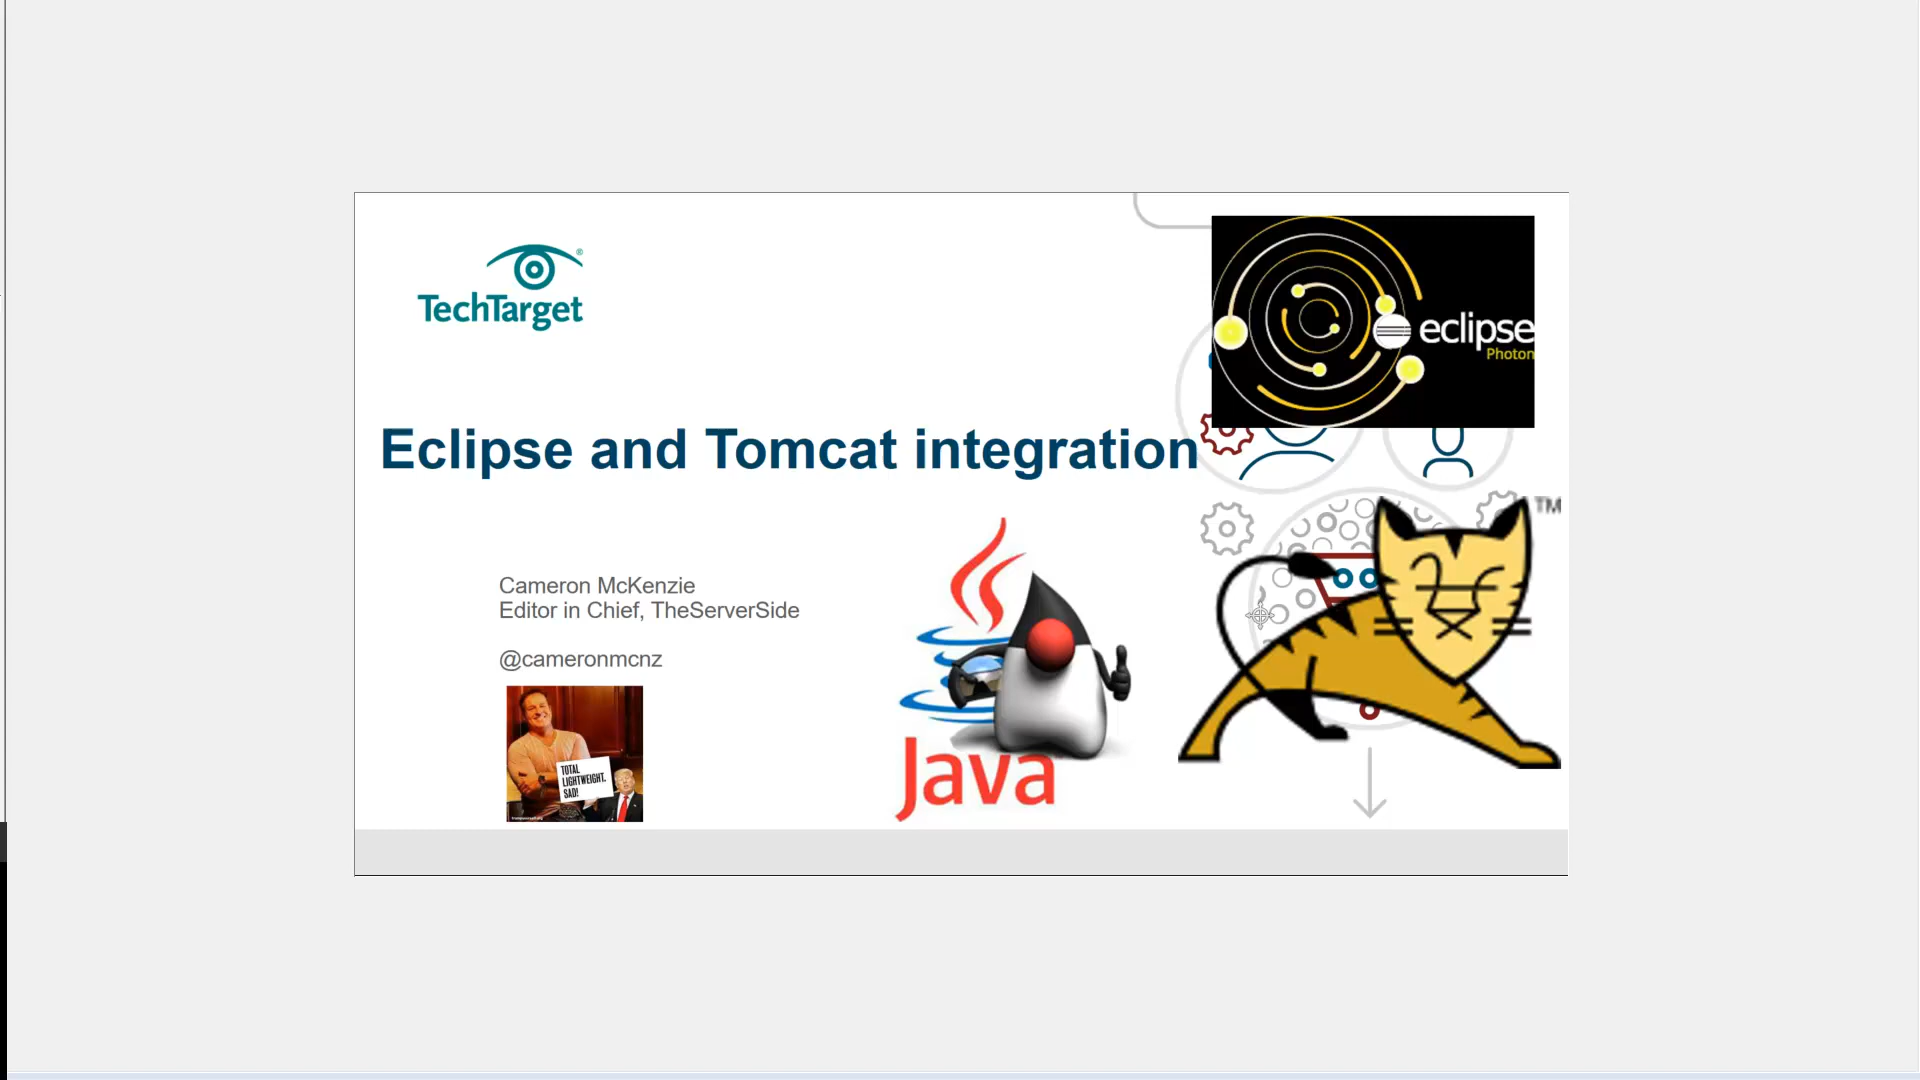 TechTarget®
eclipse
Photon
Eclipse and Tomcat integration
TM
Cameron McKenzie
Editor in Chief, TheServerSide
@cameronmcnz
TOTAL
LIGHTWEIGHT.
SAD!
Java